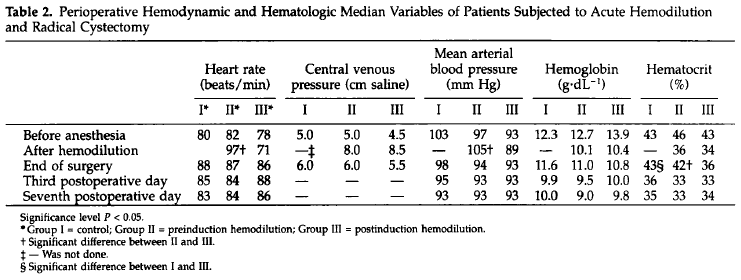 Table 2. Perioperative Hemodynamic and Hematologic Median Variables of Patients Subjected to Acute Hemodilution
and Radical Cystectomy
Heart rate (beats/min) Central venous pressure (cm saline) Mean arterial blood pressure (mm Hg) Hemoglobin (g·dL⁻¹) Hematocrit (%)
I* II* III* I II III I II III I II III I II III
Before anesthesia 80 82 78 5.0 5.0 4.5 103 97 93 12.3 12.7 13.9 43 46 43
After hemodilution 97† 71 —‡ 8.0 8.5 105† 89 — 10.1 10.4 — 36 34
End of surgery 88 87 86 6.0 6.0 5.5 98 94 93 11.6 11.0 10.8 43§ 42† 36
Third postoperative day 85 84 88 — — — 95 93 93 9.9 9.5 10.0 36 33 33
Seventh postoperative day 83 84 86 — — — 93 93 93 10.0 9.0 9.8 35 33 34
Significance level P < 0.05.
* Group I = control; Group II = preinduction hemodilution; Group III = postinduction hemodilution.
† Significant difference between II and III.
‡ — Was not done.
§ Significant difference between I and III.